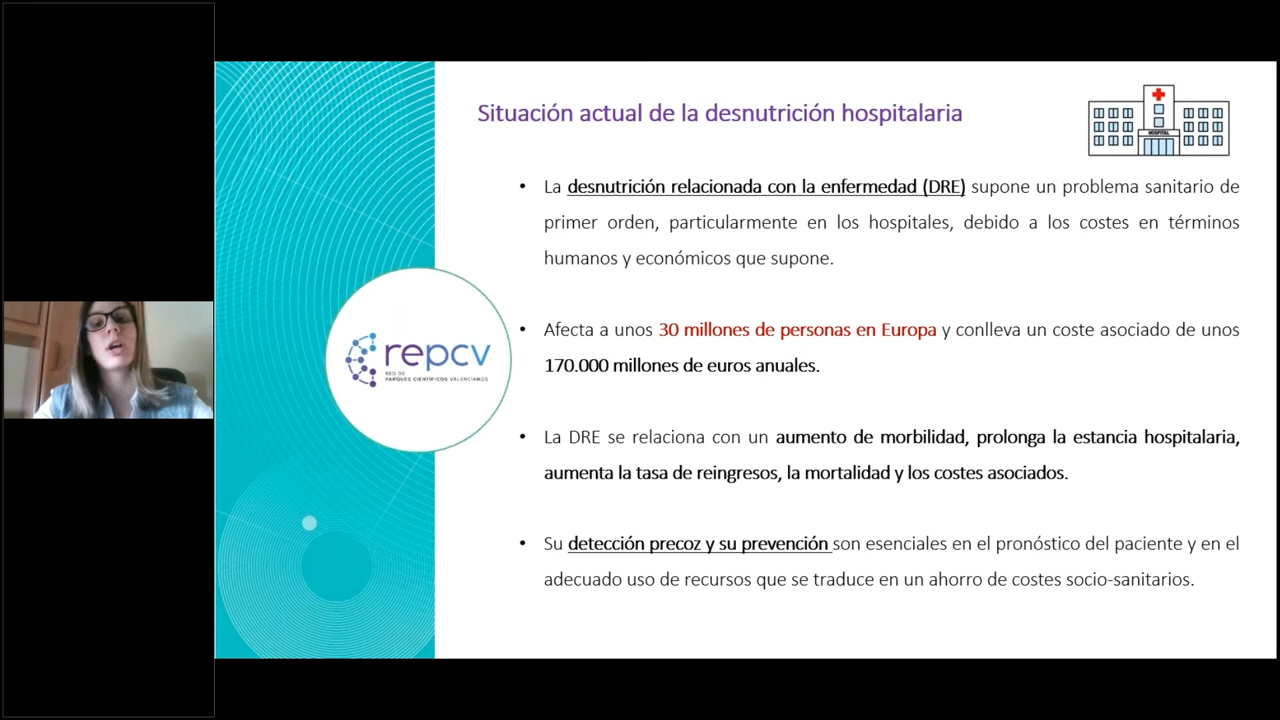 Situación actual de la desnutrición hospitalaria
HOSPITAL
• La desnutrición relacionada con la enfermedad (DRE) supone un problema sanitario de
primer orden, particularmente en los hospitales, debido a los costes en términos
humanos y económicos que supone.
• Afecta a unos 30 millones de personas en Europa y conlleva un coste asociado de unos
170.000 millones de euros anuales.
repcv
RED DE
PARQUES CIENTÍFICOS VALENCIANOS
• La DRE se relaciona con un aumento de morbilidad, prolonga la estancia hospitalaria,
aumenta la tasa de reingresos, la mortalidad y los costes asociados.
• Su detección precoz y su prevención son esenciales en el pronóstico del paciente y en el
adecuado uso de recursos que se traduce en un ahorro de costes socio-sanitarios.